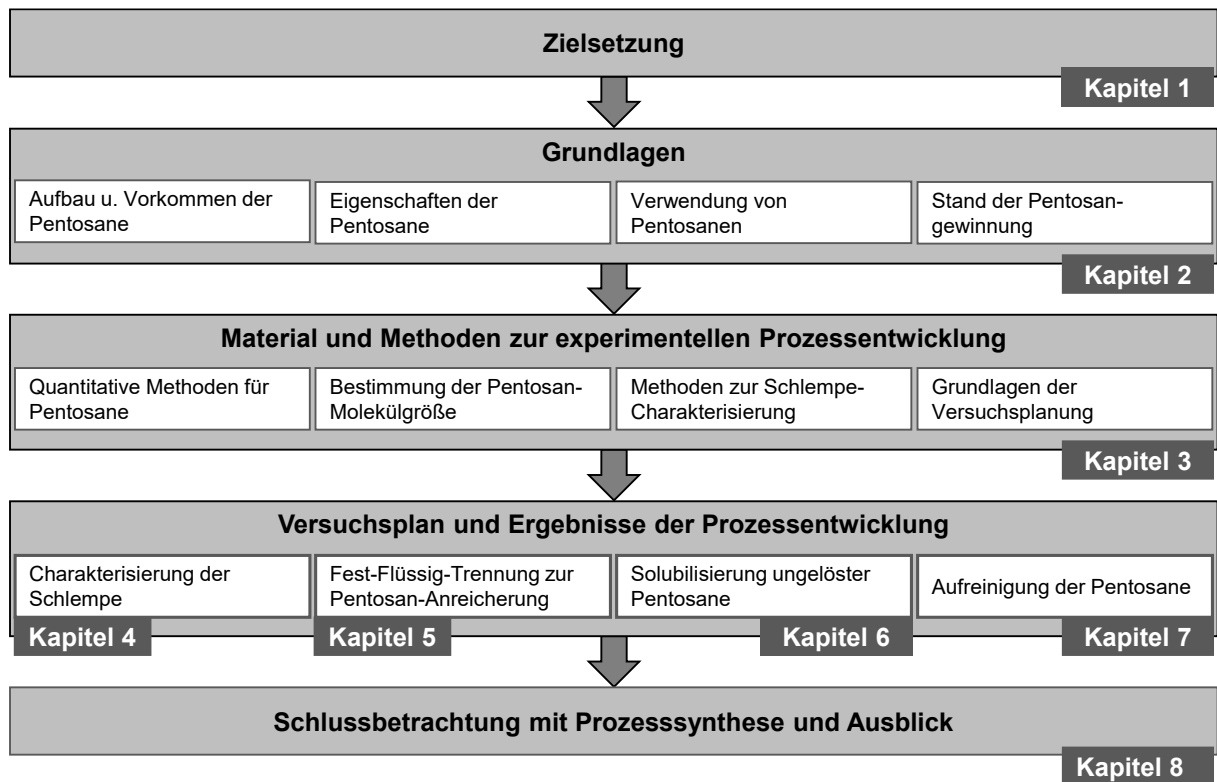 Zielsetzung
Kapitel 1
Grundlagen
Aufbau u. Vorkommen der
Pentosane
Eigenschaften der
Pentosane
Verwendung von
Pentosanen
Stand der Pentosan-
gewinnung
Kapitel 2
Material und Methoden zur experimentellen Prozessentwicklung
Quantitative Methoden für
Pentosane
Bestimmung der Pentosan-
Molekülgröße
Methoden zur Schlempe-
Charakterisierung
Grundlagen der
Versuchsplanung
Kapitel 3
Versuchsplan und Ergebnisse der Prozessentwicklung
Charakterisierung der
Schlempe
Kapitel 4
Fest-Flüssig-Trennung zur
Pentosan-Anreicherung
Kapitel 5
Solubilisierung ungelöster
Pentosane
Kapitel 6
Aufreinigung der Pentosane
Kapitel 7
Schlussbetrachtung mit Prozesssynthese und Ausblick
Kapitel 8